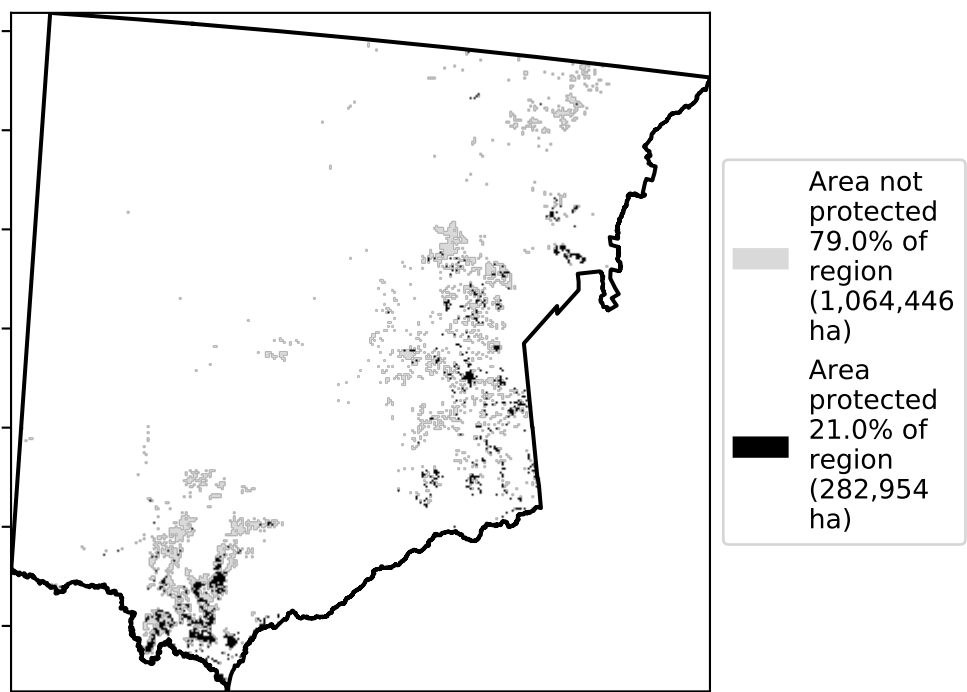 Area not
protected
79.0% of
region
(1,064,446
ha)
Area
protected
21.0% of
region
(282,954
ha)